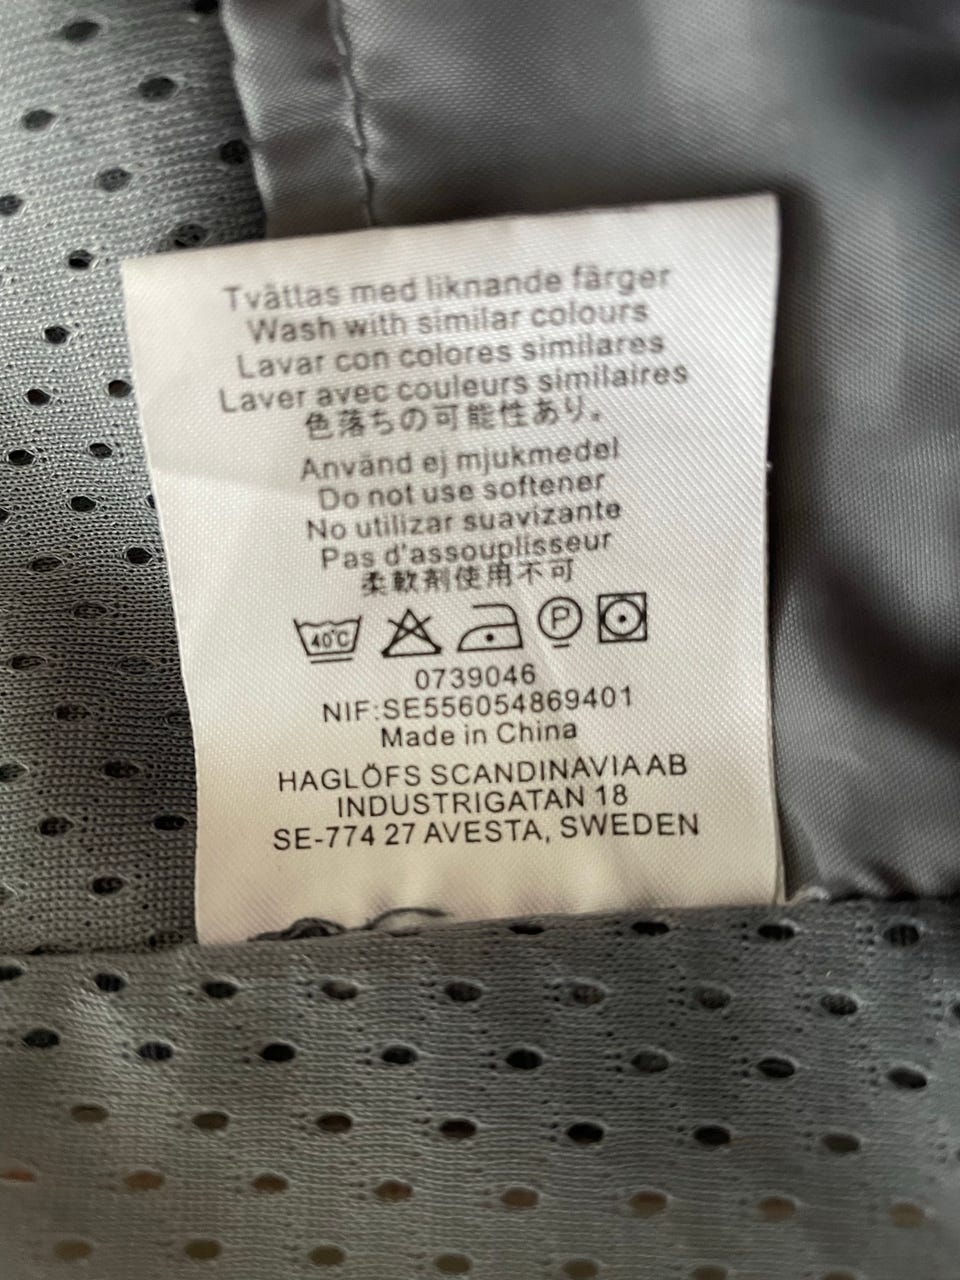 Tvättas med liknande färger
Wash with similar colours
Lavar con colores similares
Laver avec couleurs similaires
色落ちの可能性あり。
Använd ej mjukmedel
Do not use softener
No utilizar suavizante
Pas d'assouplisseur
柔軟剤使用不可
40°C P
0739046
NIF:SE556054869401
Made in China
HAGLÖFS SCANDINAVIA AB
INDUSTRIGATAN 18
SE-774 27 AVESTA, SWEDEN